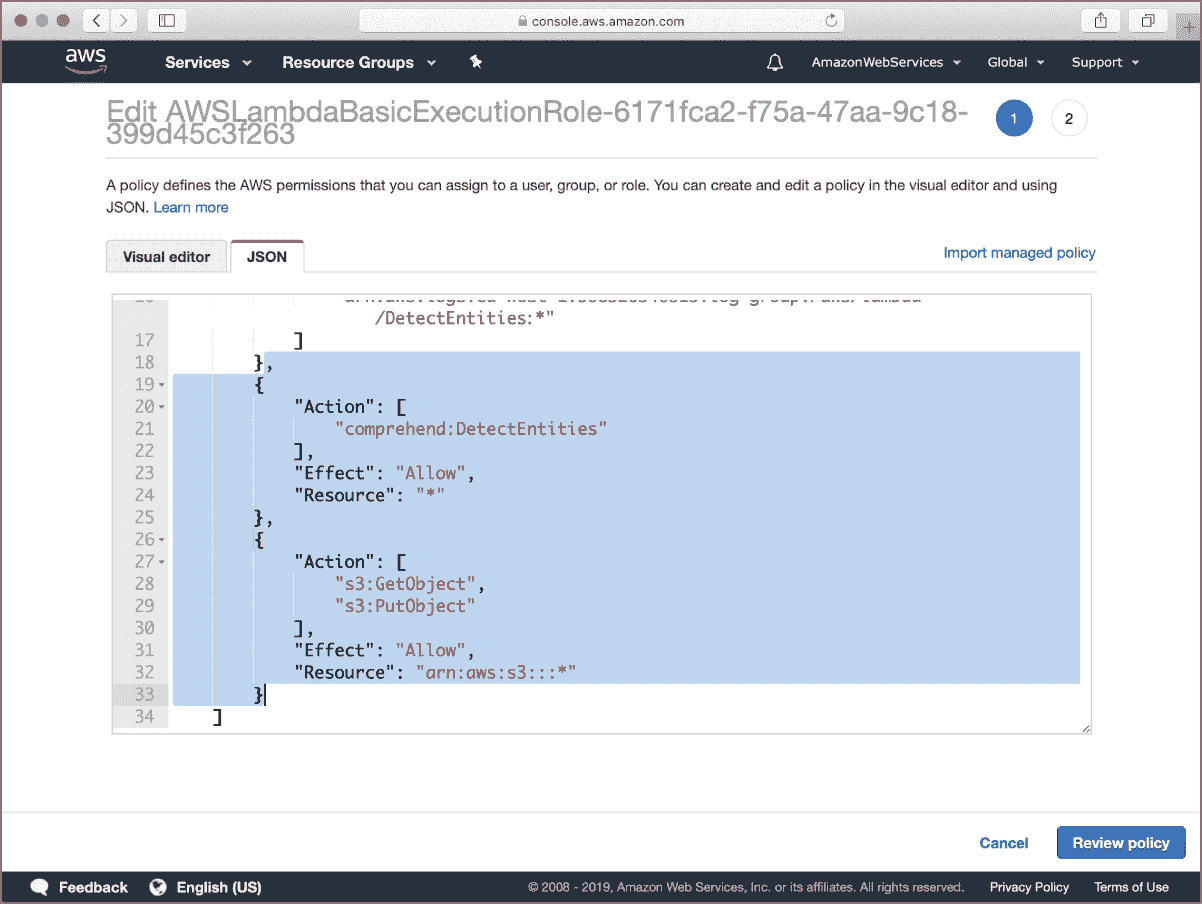 console.aws.amazon.com
aws Services Resource Groups AmazonWebServices Global Support
Edit AWSLambdaBasicExecutionRole-6171fca2-f75a-47aa-9c18-
399d45c3f263
1 2
A policy defines the AWS permissions that you can assign to a user, group, or role. You can create and edit a policy in the visual editor and using
JSON. Learn more
Visual editor JSON Import managed policy
/DetectEntities:*"
17 ]
18 },
19 {
20 "Action": [
21 "comprehend:DetectEntities"
22 ],
23 "Effect": "Allow",
24 "Resource": "*"
25 },
26 {
27 "Action": [
28 "s3:GetObject",
29 "s3:PutObject"
30 ],
31 "Effect": "Allow",
32 "Resource": "arn:aws:s3:::*"
33 }
34 ]
Cancel Review policy
Feedback English (US) © 2008 - 2019, Amazon Web Services, Inc. or its affiliates. All rights reserved. Privacy Policy Terms of Use